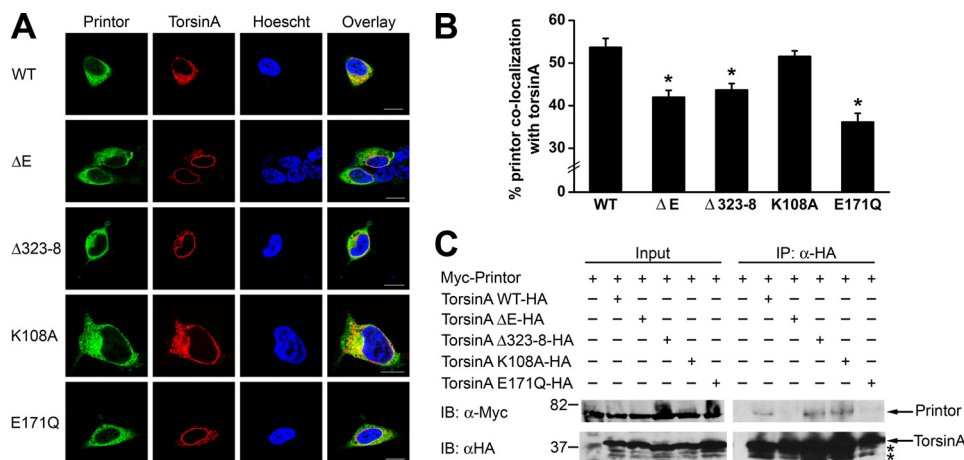 A
Printor TorsinA Hoescht Overlay
WT
ΔE
Δ323-8
K108A
E171Q
B
% printor co-localization
with torsinA
60
50
40
30
0
WT ΔE Δ323-8 K108A E171Q
* * *
C
Input IP: α-HA
Myc-Printor + + + + + + + + + + + +
TorsinA WT-HA – + – – – – – + – – – –
TorsinA ΔE-HA – – + – – – – – + – – –
TorsinA Δ323-8-HA – – – + – – – – – + – –
TorsinA K108A-HA – – – – + – – – – – + –
TorsinA E171Q-HA – – – – – + – – – – – +
IB: α-Myc 82 Printor
IB: αHA 37 TorsinA
*
*